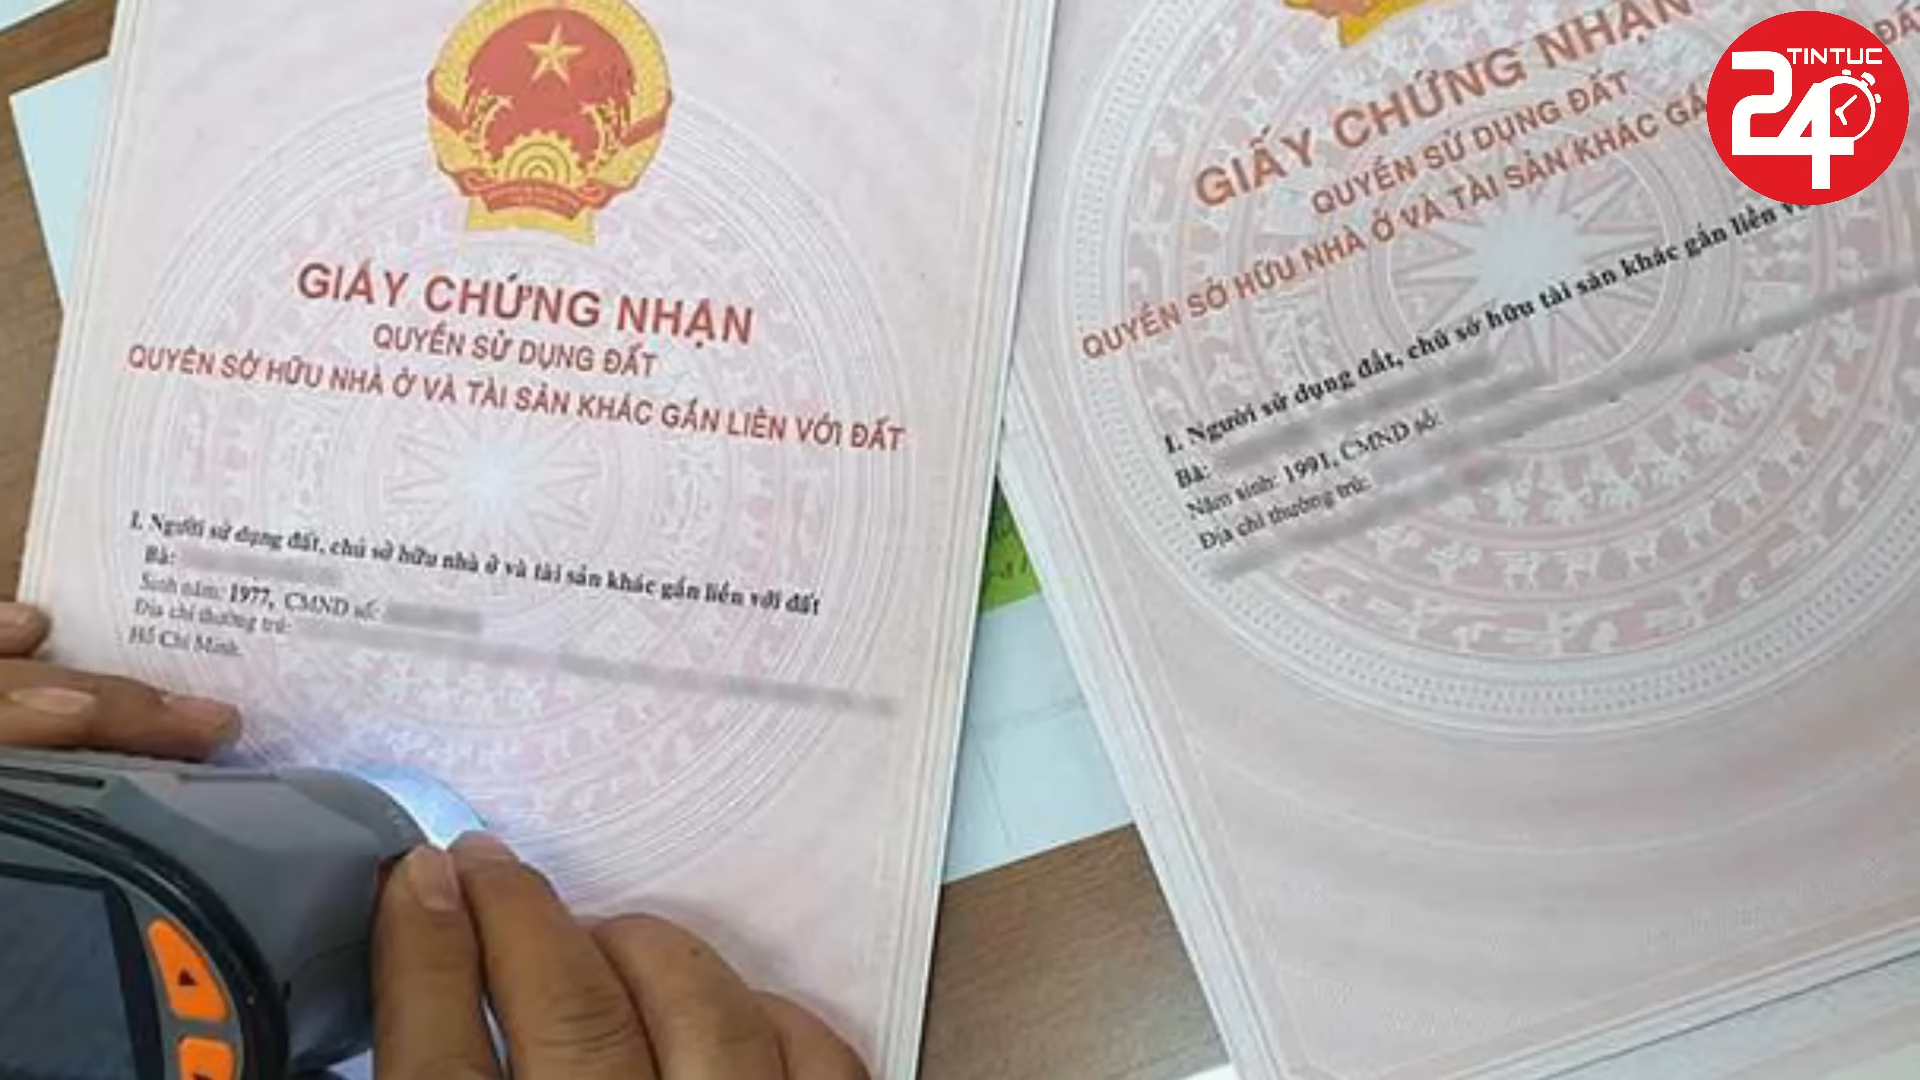 GIẤY CHỨNG NHẬN
QUYỀN SỬ DỤNG ĐẤT
QUYỀN SỞ HỮU NHÀ Ở VÀ TÀI SẢN KHÁC GẮN LIỀN VỚI ĐẤT
I. Người sử dụng đất, chủ sở hữu nhà ở và tài sản khác gắn liền với đất
Bà:
Sinh năm: 1977, CMND số:
Địa chỉ thường trú:
Hồ Chí Minh.
GIẤY CHỨNG NHẬN
QUYỀN SỬ DỤNG ĐẤT
QUYỀN SỞ HỮU NHÀ Ở VÀ TÀI SẢN KHÁC
I. Người sử dụng đất, chủ sở hữu tài sản khác gắn liền
Bà:
Năm sinh: 1991, CMND số:
Địa chỉ thường trú:
TINTUC
24